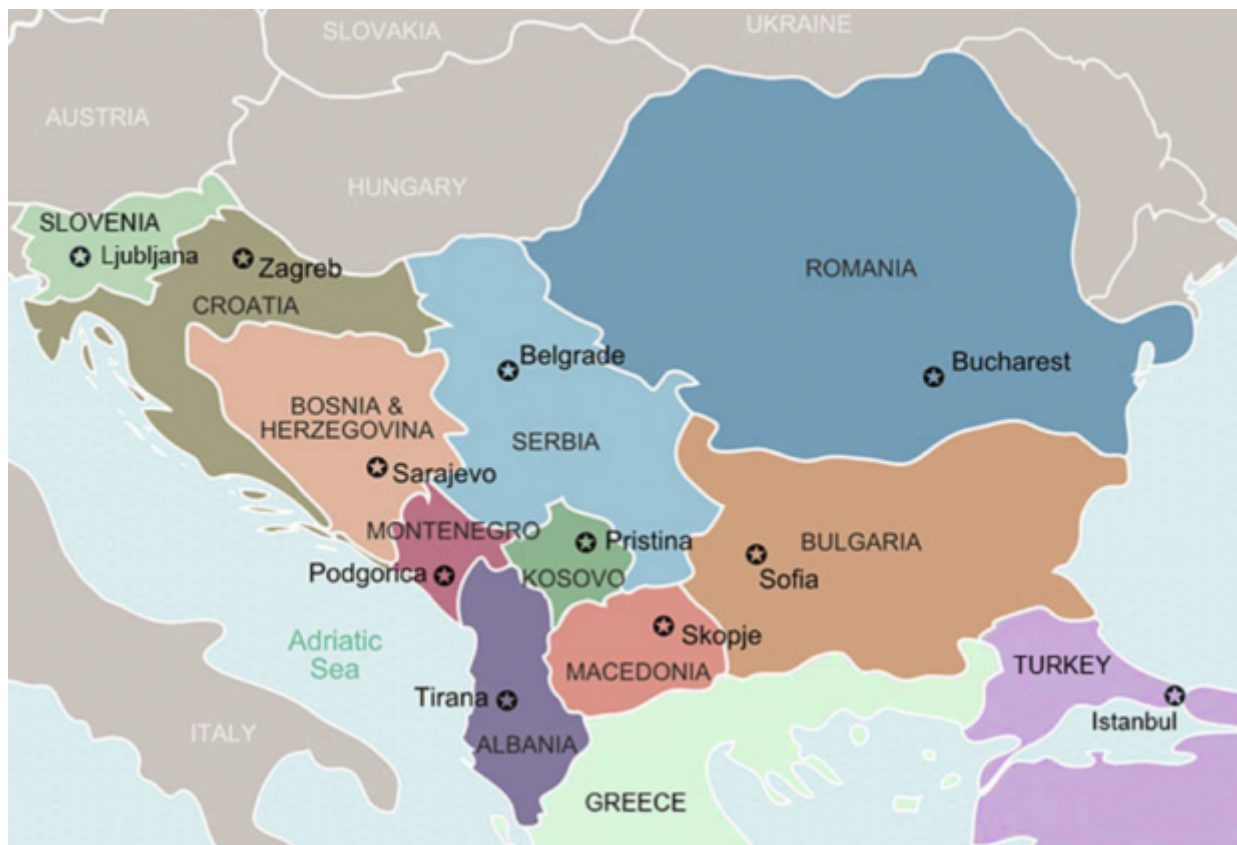 SLOVAKIA
UKRAINE
AUSTRIA
HUNGARY
SLOVENIA
Ljubljana
Zagreb
CROATIA
ROMANIA
Belgrade
Bucharest
BOSNIA &
HERZEGOVINA
SERBIA
Sarajevo
MONTENEGRO
Pristina
BULGARIA
Podgorica
KOSOVO
Sofia
Adriatic
Sea
Skopje
MACEDONIA
TURKEY
Tirana
Istanbul
ITALY
ALBANIA
GREECE